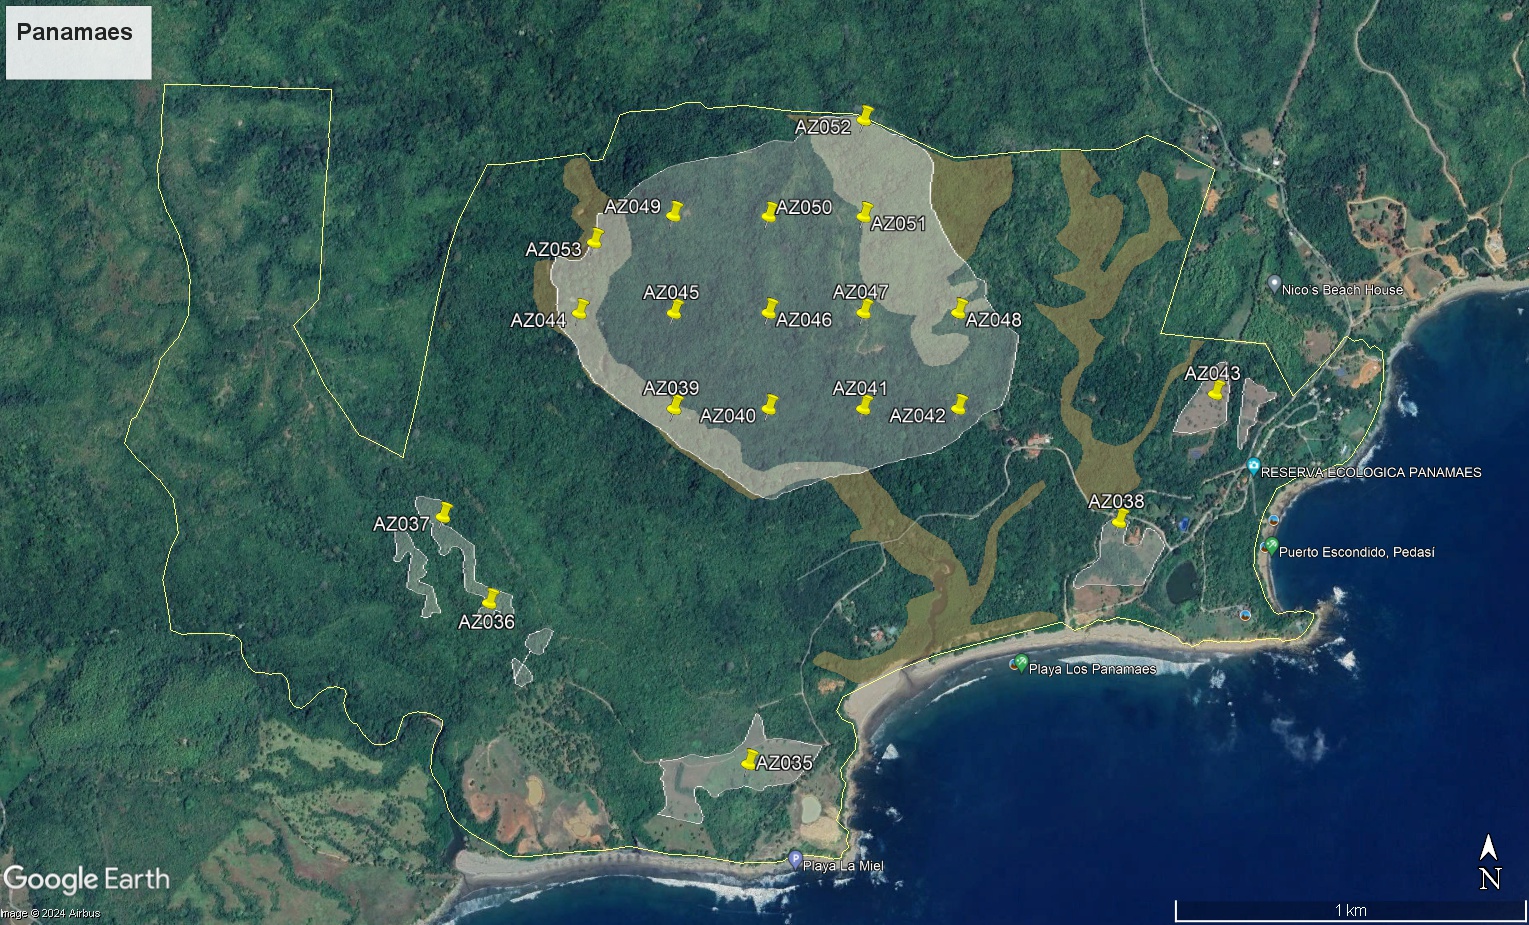 Panamaes
AZ052
AZ049
AZ050
AZ051
AZ053
AZ045
AZ047
AZ044
AZ046
AZ048
Nico's Beach House
AZ043
AZ039
AZ041
AZ040
AZ042
RESERVA ECOLOGICA PANAMAES
AZ038
AZ037
Puerto Escondido, Pedasí
AZ036
Playa Los Panamaes
AZ035
Playa La Miel
P
N
Google Earth
mage © 2024 Airbus
1 km